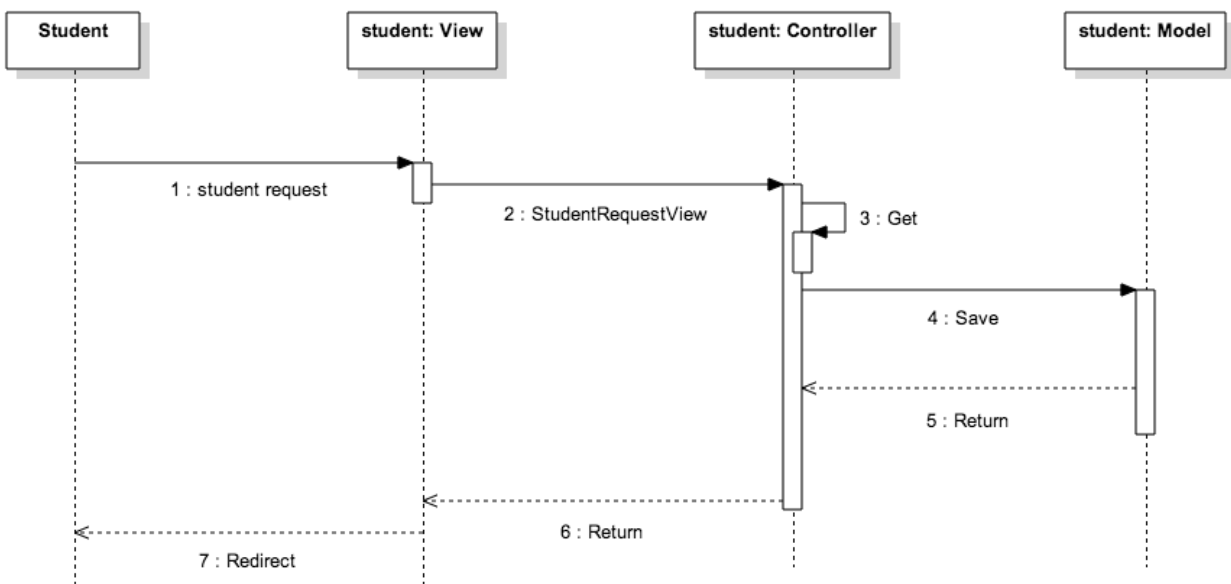 Student
student: View
student: Controller
student: Model
1 : student request
2 : StudentRequestView
3 : Get
4 : Save
5 : Return
6 : Return
7 : Redirect